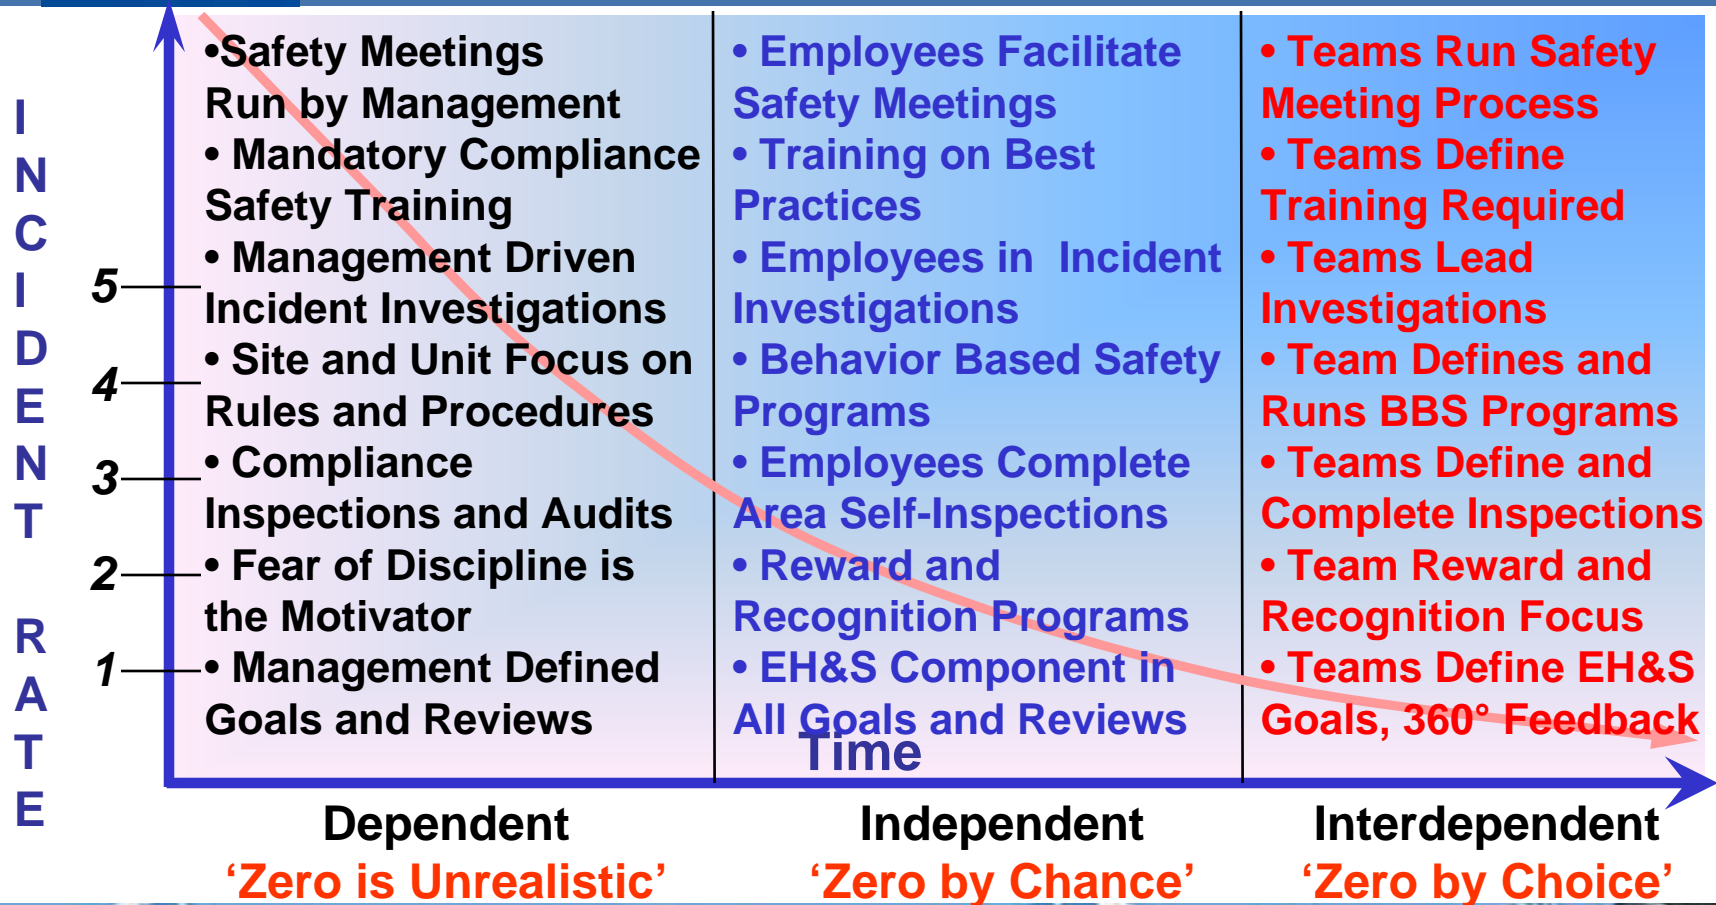 INCIDENT RATE
5
4
3
2
1
•Safety Meetings
Run by Management
• Mandatory Compliance
Safety Training
• Management Driven
Incident Investigations
• Site and Unit Focus on
Rules and Procedures
• Compliance
Inspections and Audits
• Fear of Discipline is
the Motivator
• Management Defined
Goals and Reviews
• Employees Facilitate
Safety Meetings
• Training on Best
Practices
• Employees in  Incident
Investigations
• Behavior Based Safety
Programs
• Employees Complete
Area Self-Inspections
• Reward and
Recognition Programs
• EH&S Component in
All Goals and Reviews
• Teams Run Safety
Meeting Process
• Teams Define
Training Required
• Teams Lead
Investigations
• Team Defines and
Runs BBS Programs
• Teams Define and
Complete Inspections
• Team Reward and
Recognition Focus
• Teams Define EH&S
Goals, 360° Feedback
Time
Dependent
‘Zero is Unrealistic’
Independent
‘Zero by Chance’
Interdependent
‘Zero by Choice’